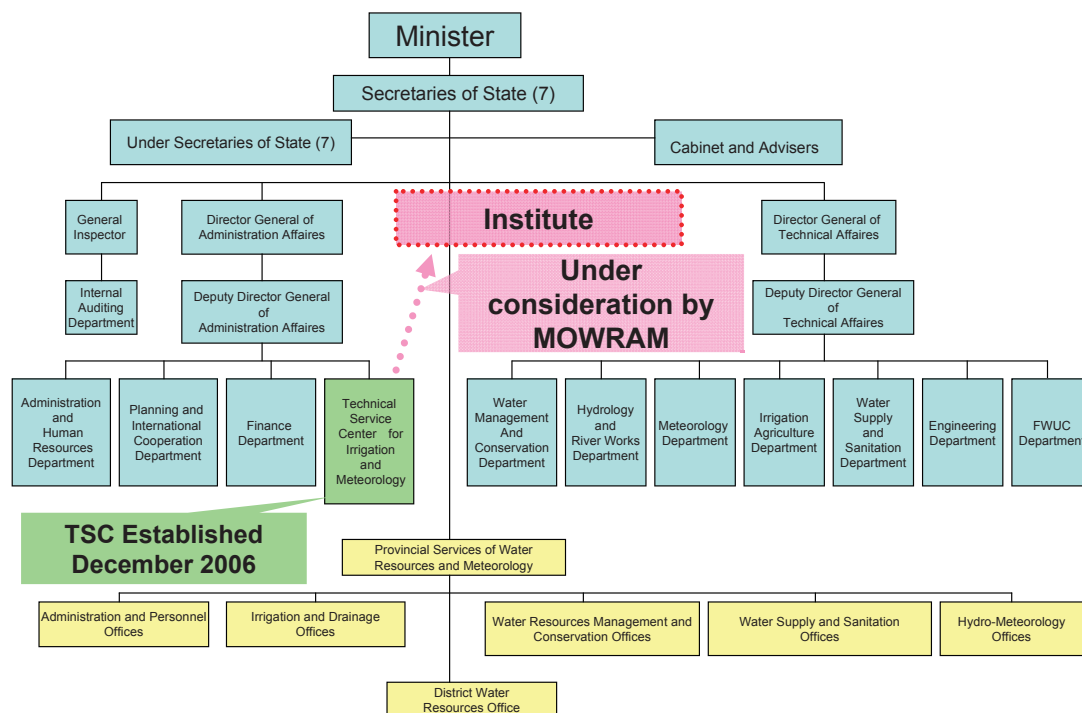 Minister
Secretaries of State (7)
Under Secretaries of State (7)
Cabinet and Advisers
General
Inspector
Director General of
Administration Affaires
Institute
Director General of
Technical Affaires
Internal
Auditing
Department
Deputy Director General
of
Administration Affaires
Under
consideration by
MOWRAM
Deputy Director General
of
Technical Affaires
Administration
and
Human
Resources
Department
Planning and
International
Cooperation
Department
Finance
Department
Technical
Service
Center for
Irrigation
and
Meteorology
Water
Management
And
Conservation
Department
Hydrology
and
River Works
Department
Meteorology
Department
Irrigation
Agriculture
Department
Water
Supply
and
Sanitation
Department
Engineering
Department
FWUC
Department
TSC Established
December 2006
Provincial Services of Water
Resources and Meteorology
Administration and Personnel
Offices
Irrigation and Drainage
Offices
Water Resources Management and
Conservation Offices
Water Supply and Sanitation
Offices
Hydro-Meteorology
Offices
District Water
Resources Office